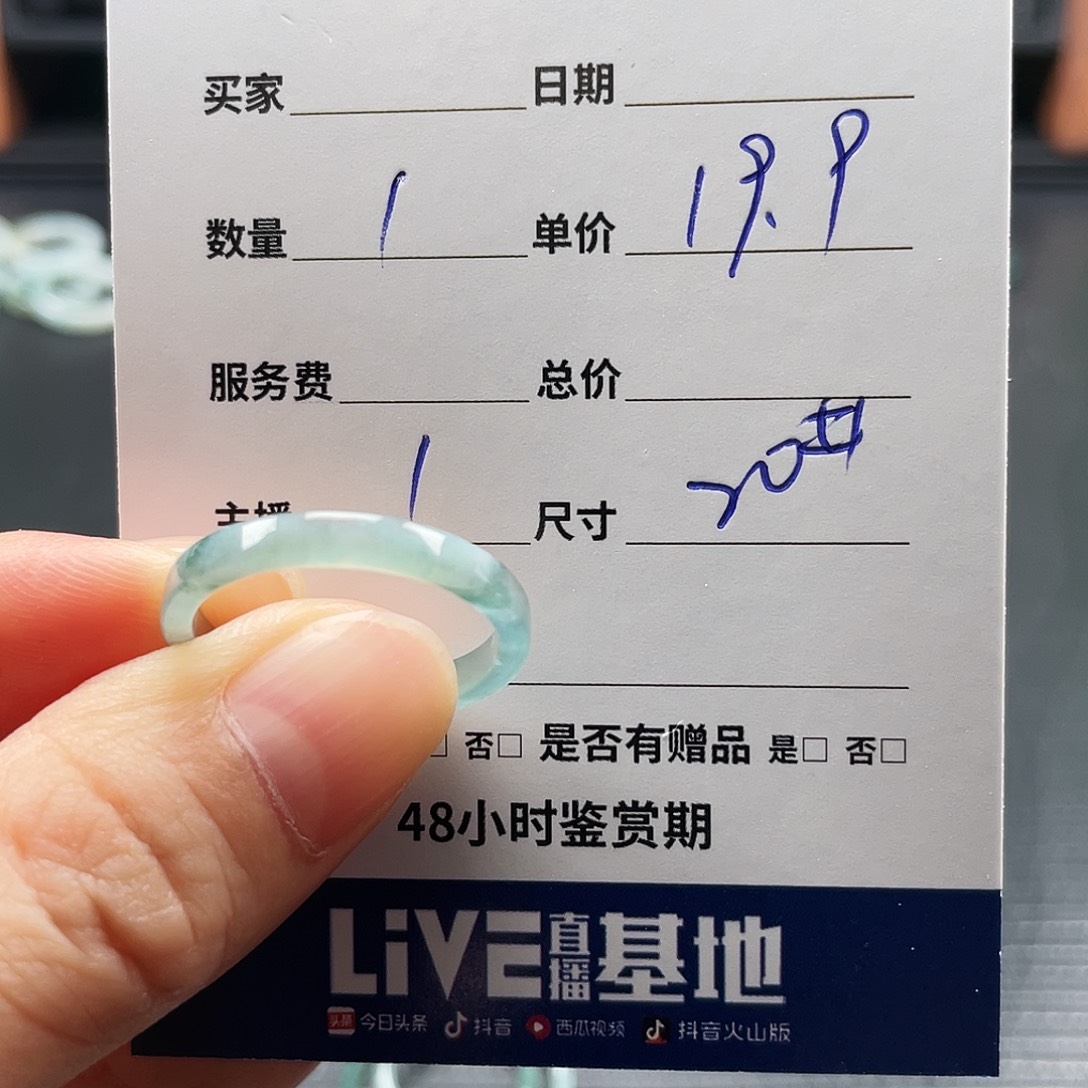 买家 日期
数量 1 单价 19.9
服务费 总价
主播 1 尺寸 20#
否□ 是否有赠品 是□ 否□
48小时鉴赏期
LiVE直播基地
头条 今日头条 抖音 西瓜视频 抖音火山版